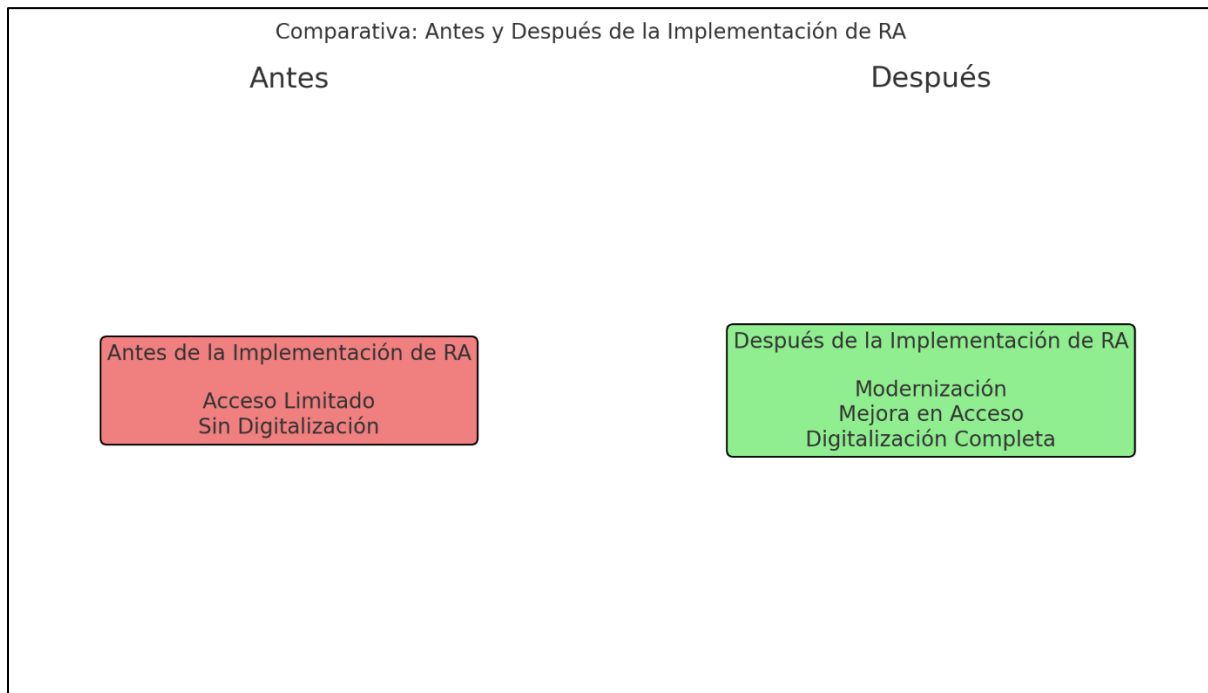 Comparativa: Antes y Después de la Implementación de RA
Antes
Después
Antes de la Implementación de RA
Acceso Limitado
Sin Digitalización
Después de la Implementación de RA
Modernización
Mejora en Acceso
Digitalización Completa